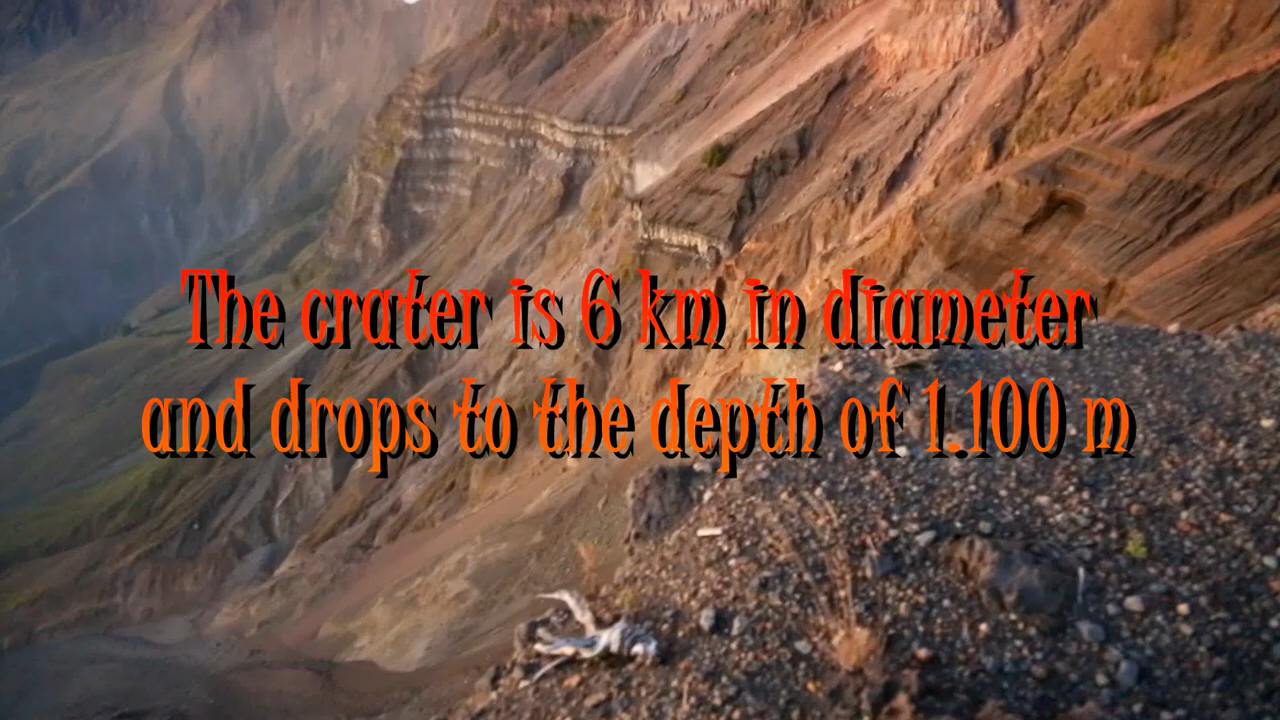 The crater is 6 km in diameter
and drops to the depth of 1.100 m